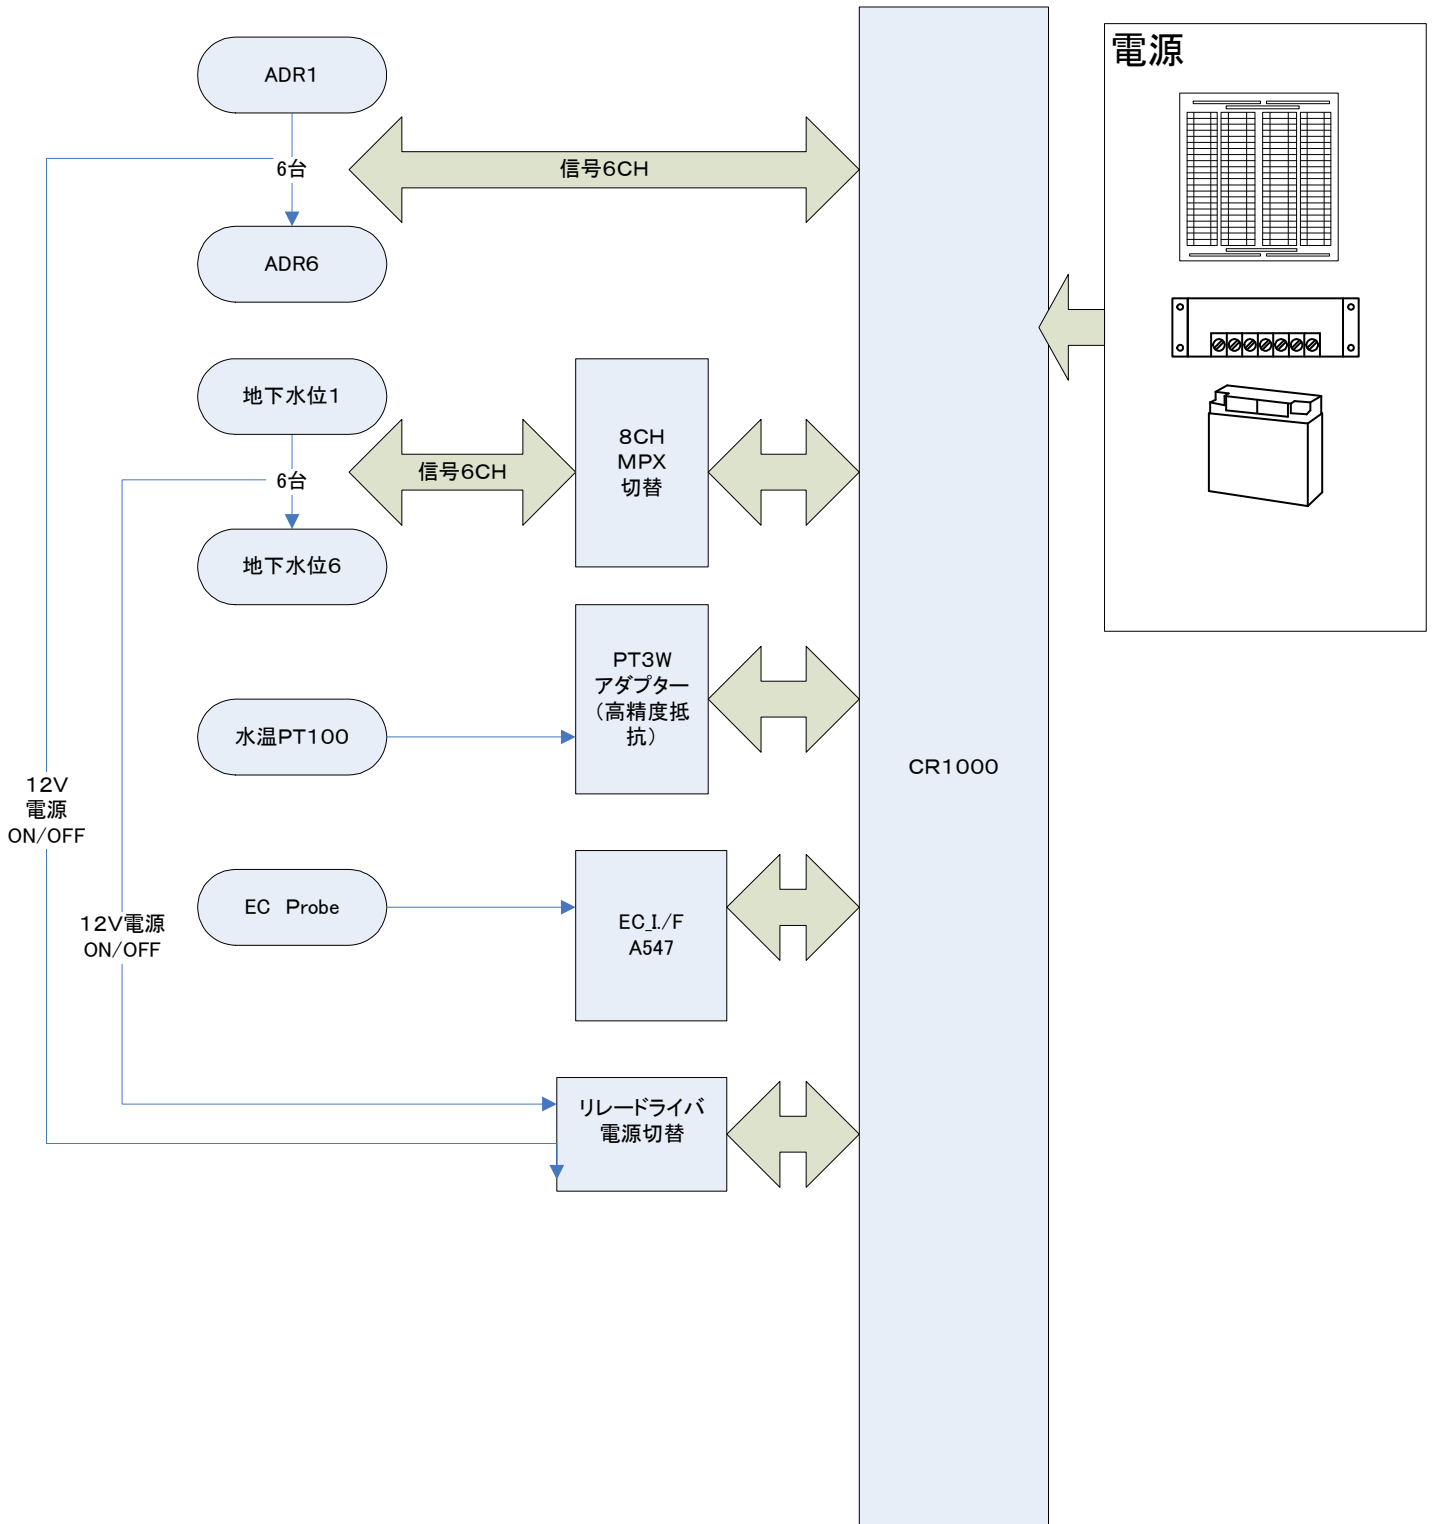 電源
ADR1
6台
信号6CH
ADR6
地下水位1
6台
信号6CH
8CH
MPX
切替
地下水位6
PT3W
アダプター
（高精度抵
抗）
水温PT100
CR1000
12V
電源
ON/OFF
EC Probe
EC_I./F
A547
12V電源
ON/OFF
リレードライバ
電源切替